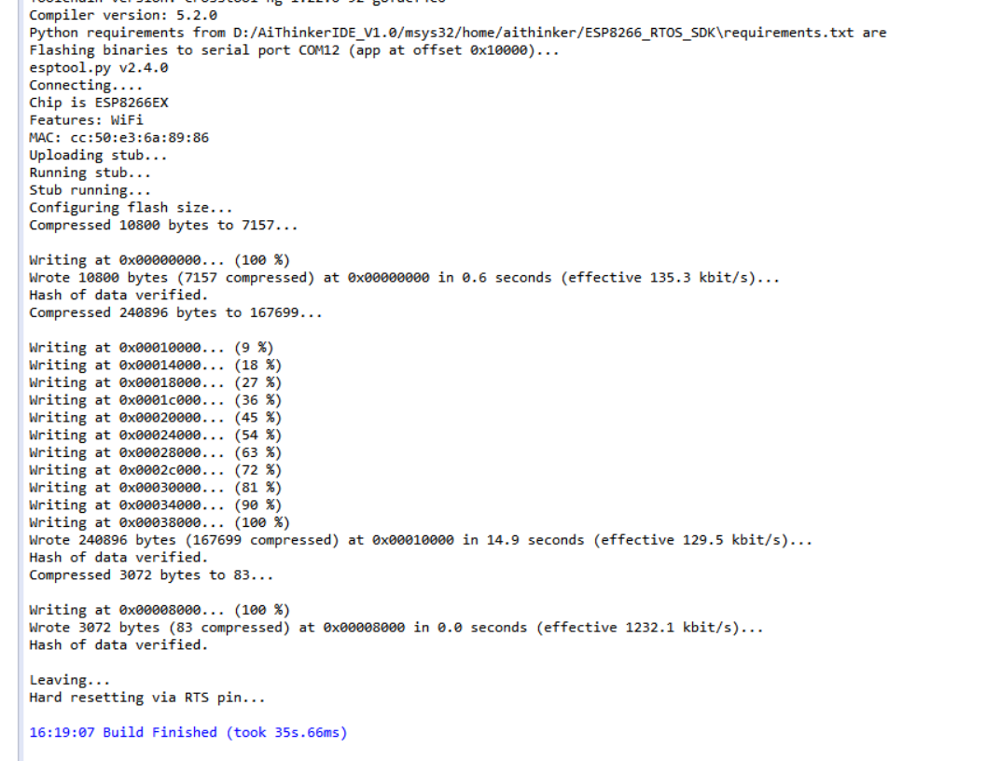 Compiler version: 5.2.0
Python requirements from D:/AiThinkerIDE_V1.0/msys32/home/aithinker/ESP8266_RTOS_SDK\requirements.txt are
Flashing binaries to serial port COM12 (app at offset 0x10000)...
esptool.py v2.4.0
Connecting....
Chip is ESP8266EX
Features: WiFi
MAC: cc:50:e3:6a:89:86
Uploading stub...
Running stub...
Stub running...
Configuring flash size...
Compressed 10800 bytes to 7157...
Writing at 0x00000000... (100 %)
Wrote 10800 bytes (7157 compressed) at 0x00000000 in 0.6 seconds (effective 135.3 kbit/s)...
Hash of data verified.
Compressed 240896 bytes to 167699...
Writing at 0x00010000... (9 %)
Writing at 0x00014000... (18 %)
Writing at 0x00018000... (27 %)
Writing at 0x0001c000... (36 %)
Writing at 0x00020000... (45 %)
Writing at 0x00024000... (54 %)
Writing at 0x00028000... (63 %)
Writing at 0x0002c000... (72 %)
Writing at 0x00030000... (81 %)
Writing at 0x00034000... (90 %)
Writing at 0x00038000... (100 %)
Wrote 240896 bytes (167699 compressed) at 0x00010000 in 14.9 seconds (effective 129.5 kbit/s)...
Hash of data verified.
Compressed 3072 bytes to 83...
Writing at 0x00008000... (100 %)
Wrote 3072 bytes (83 compressed) at 0x00008000 in 0.0 seconds (effective 1232.1 kbit/s)...
Hash of data verified.
Leaving...
Hard resetting via RTS pin...
16:19:07 Build Finished (took 35s.66ms)